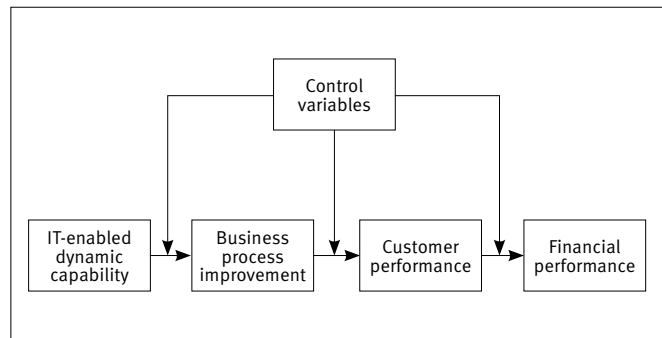 Control
variables
IT-enabled
dynamic
capability
Business
process
improvement
Customer
performance
Financial
performance